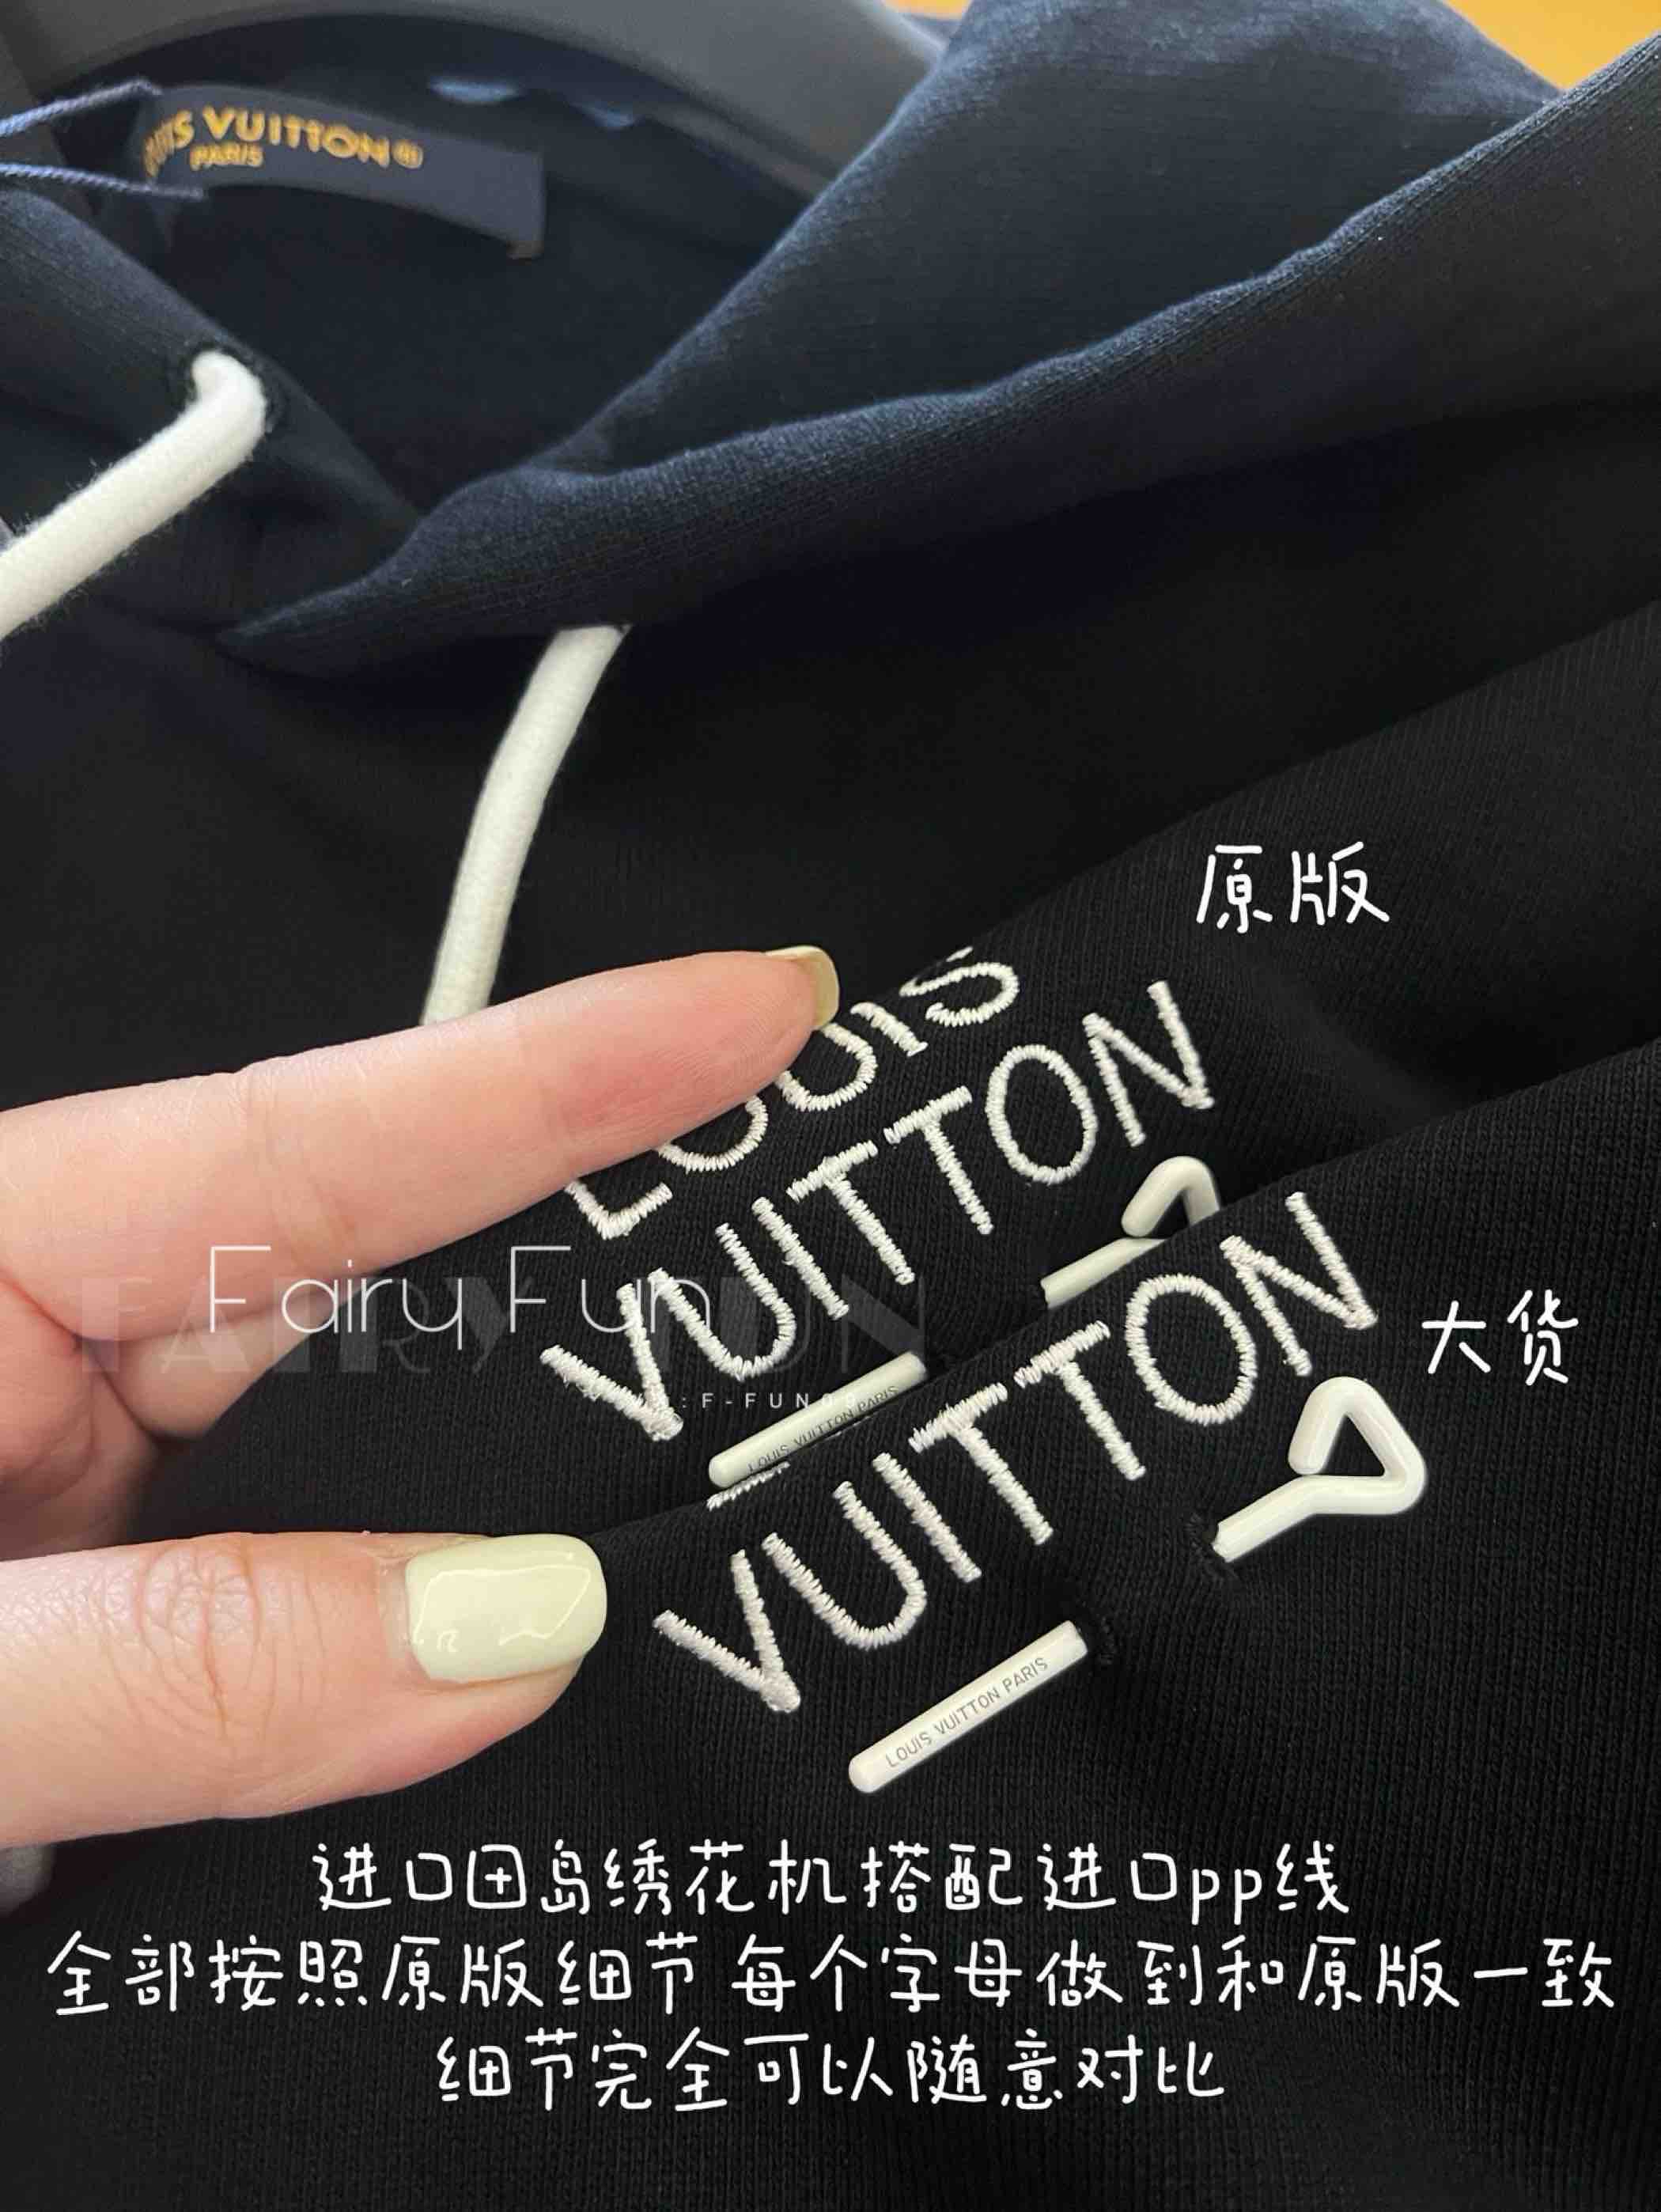 LOUIS VUITTON®
PARIS
原版
LOUIS
VUITTON
Fairy Fun
FAIRY FUN
:F-FUN
LOUIS VUITTON PARIS
大货
VUITTON
LOUIS VUITTON PARIS
进口田岛绣花机搭配进口pp线
全部按照原版细节每个字母做到和原版一致
细节完全可以随意对比